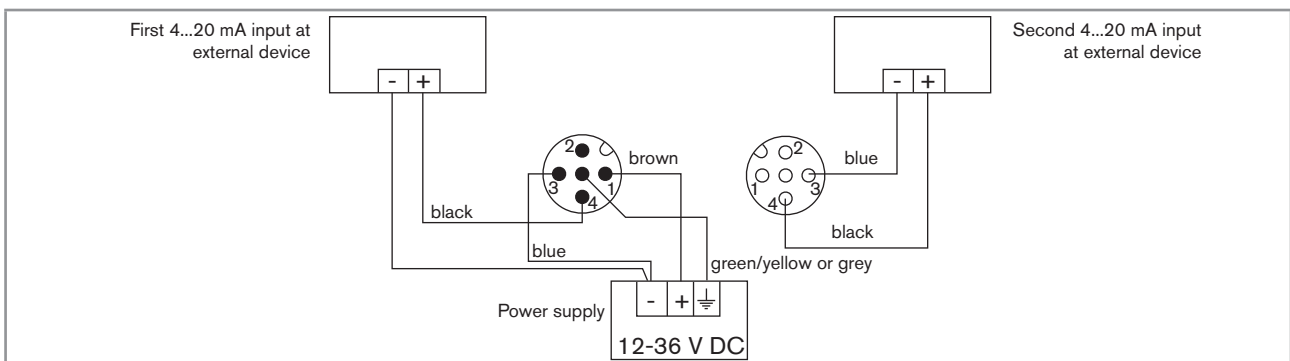 First 4...20 mA input at
external device
- +
Second 4...20 mA input
at external device
- +
2
3
1
4
brown
black
blue
2
1
3
4
blue
black
green/yellow or grey
Power supply
- +
12-36 V DC